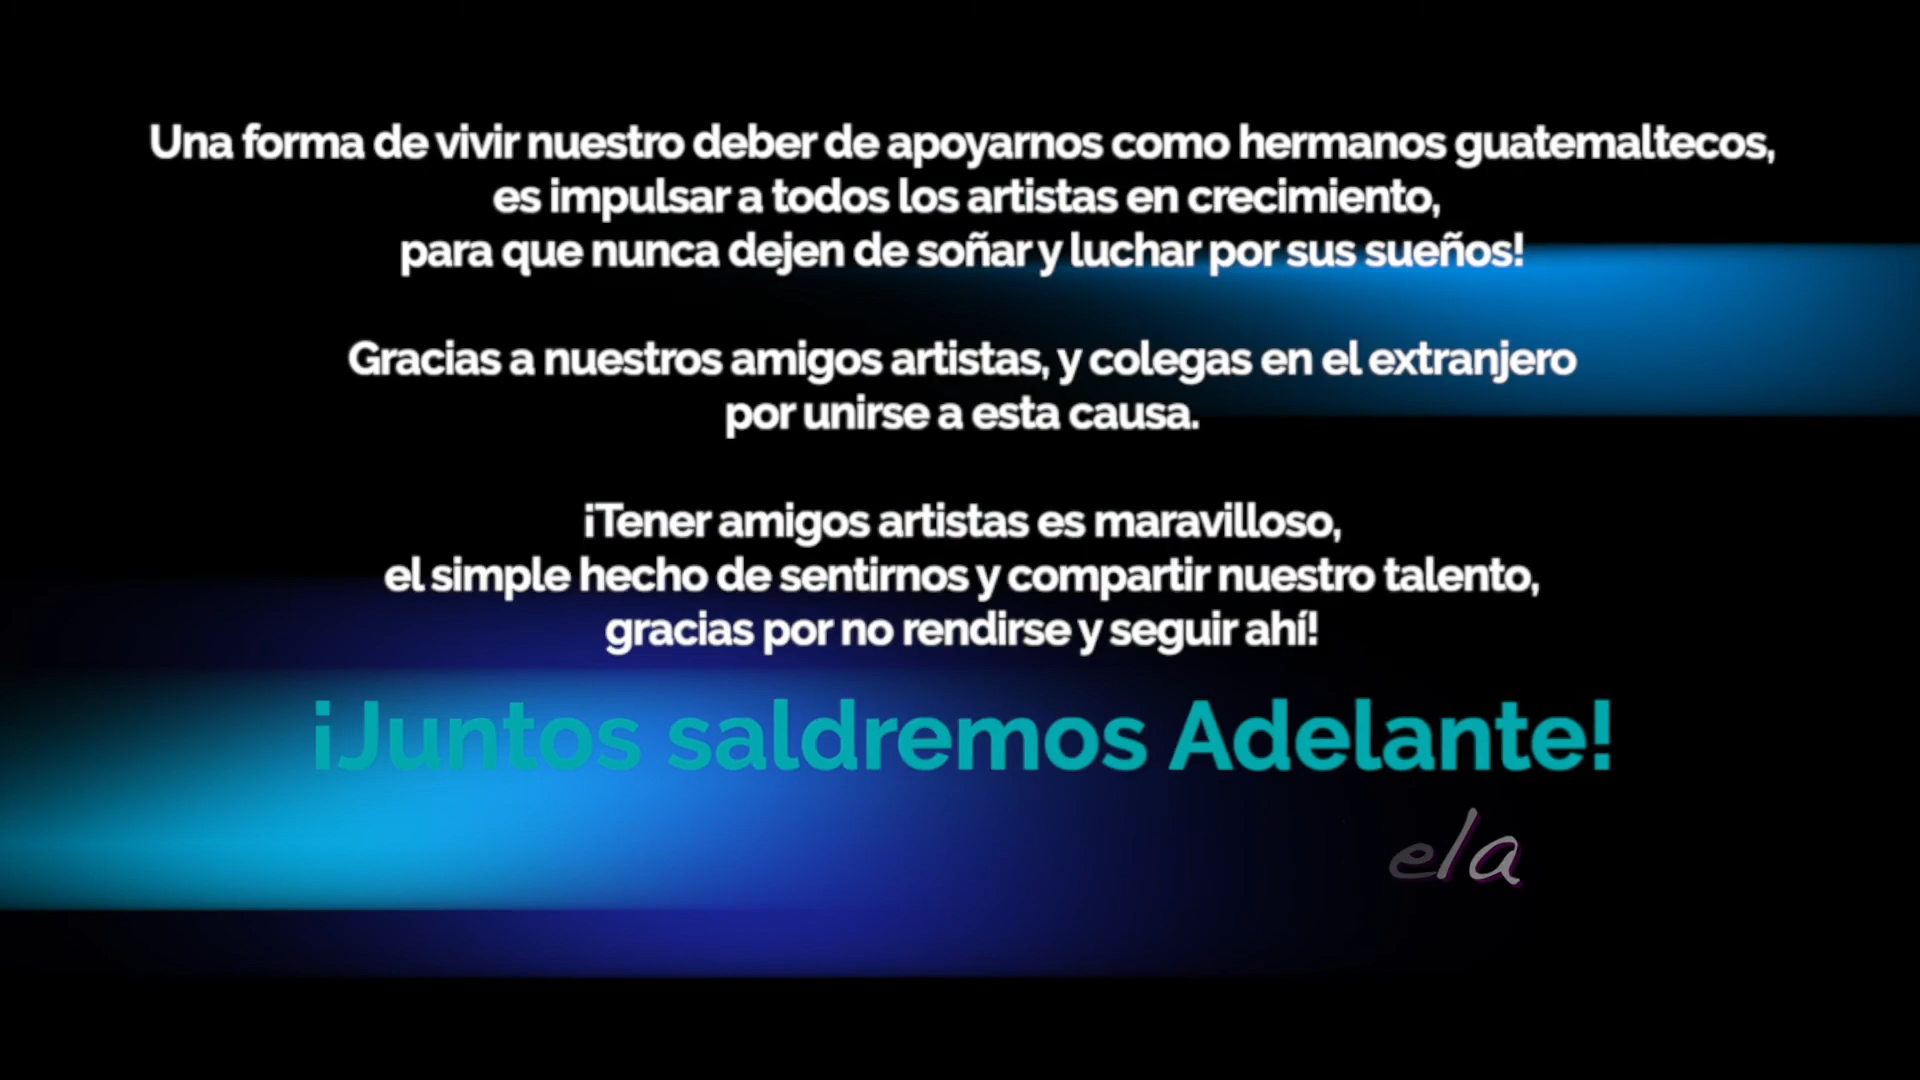 Una forma de vivir nuestro deber de apoyarnos como hermanos guatemaltecos,
es impulsar a todos los artistas en crecimiento,
para que nunca dejen de soñar y luchar por sus sueños!
Gracias a nuestros amigos artistas, y colegas en el extranjero
por unirse a esta causa.
¡Tener amigos artistas es maravilloso,
el simple hecho de sentirnos y compartir nuestro talento,
gracias por no rendirse y seguir ahí!
¡Juntos saldremos Adelante!
ela